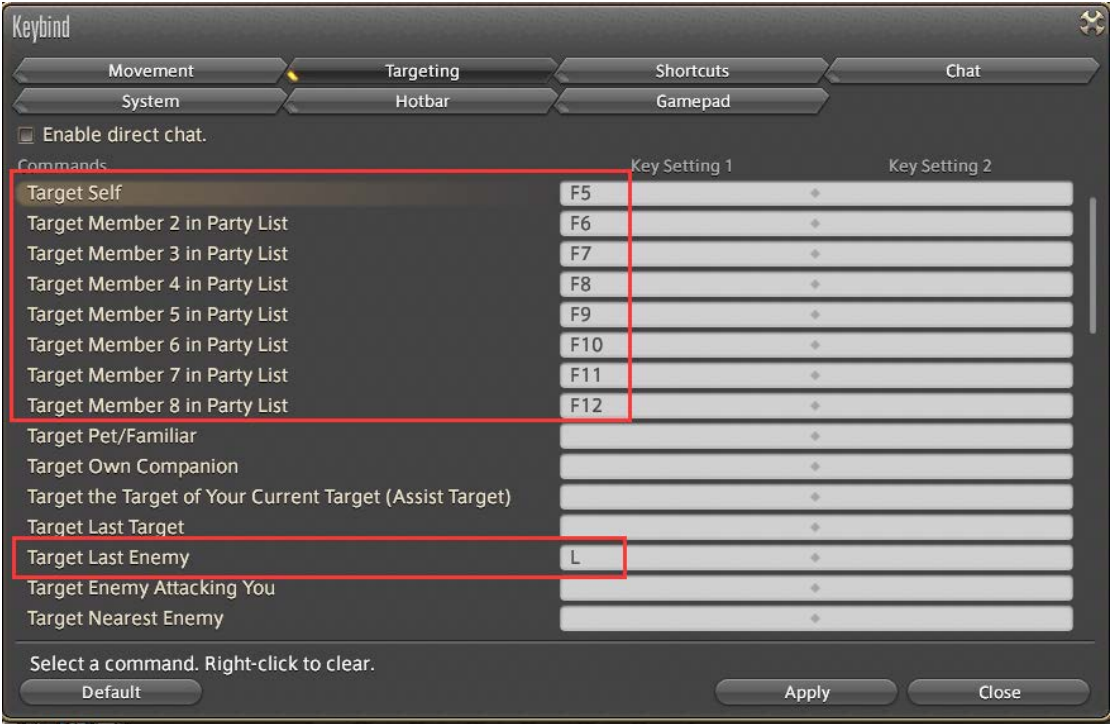 Keybind
Movement Targeting Shortcuts Chat
System Hotbar Gamepad
Enable direct chat.
Commands Key Setting 1 Key Setting 2
Target Self F5
Target Member 2 in Party List F6
Target Member 3 in Party List F7
Target Member 4 in Party List F8
Target Member 5 in Party List F9
Target Member 6 in Party List F10
Target Member 7 in Party List F11
Target Member 8 in Party List F12
Target Pet/Familiar
Target Own Companion
Target the Target of Your Current Target (Assist Target)
Target Last Target
Target Last Enemy L
Target Enemy Attacking You
Target Nearest Enemy
Select a command. Right-click to clear.
Default Apply Close